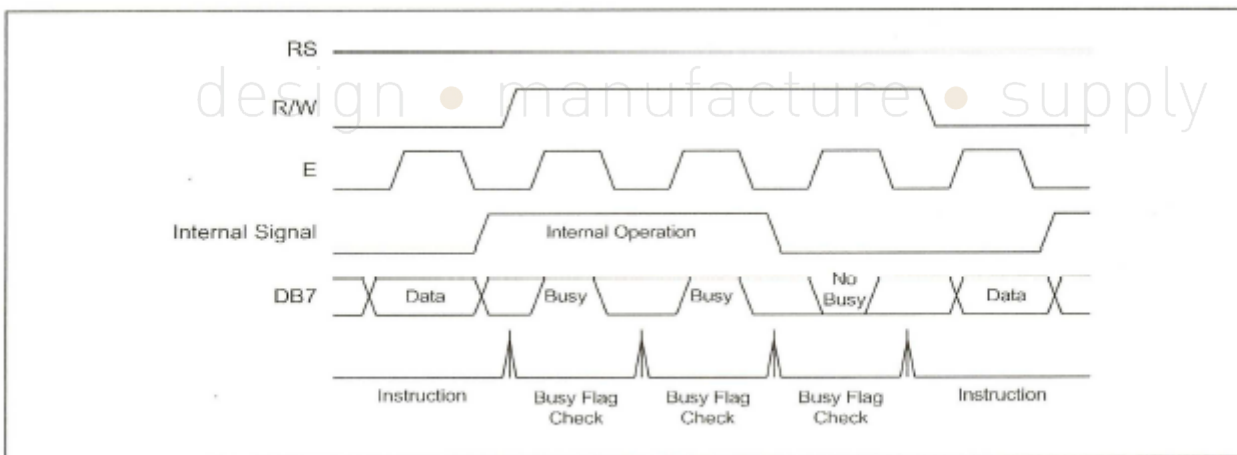 RS
design • manufacture • supply
R/W
E
Internal Signal
Internal Operation
DB7
Data
Busy
Busy
No
Busy
Data
Instruction
Busy Flag
Check
Busy Flag
Check
Busy Flag
Check
Instruction